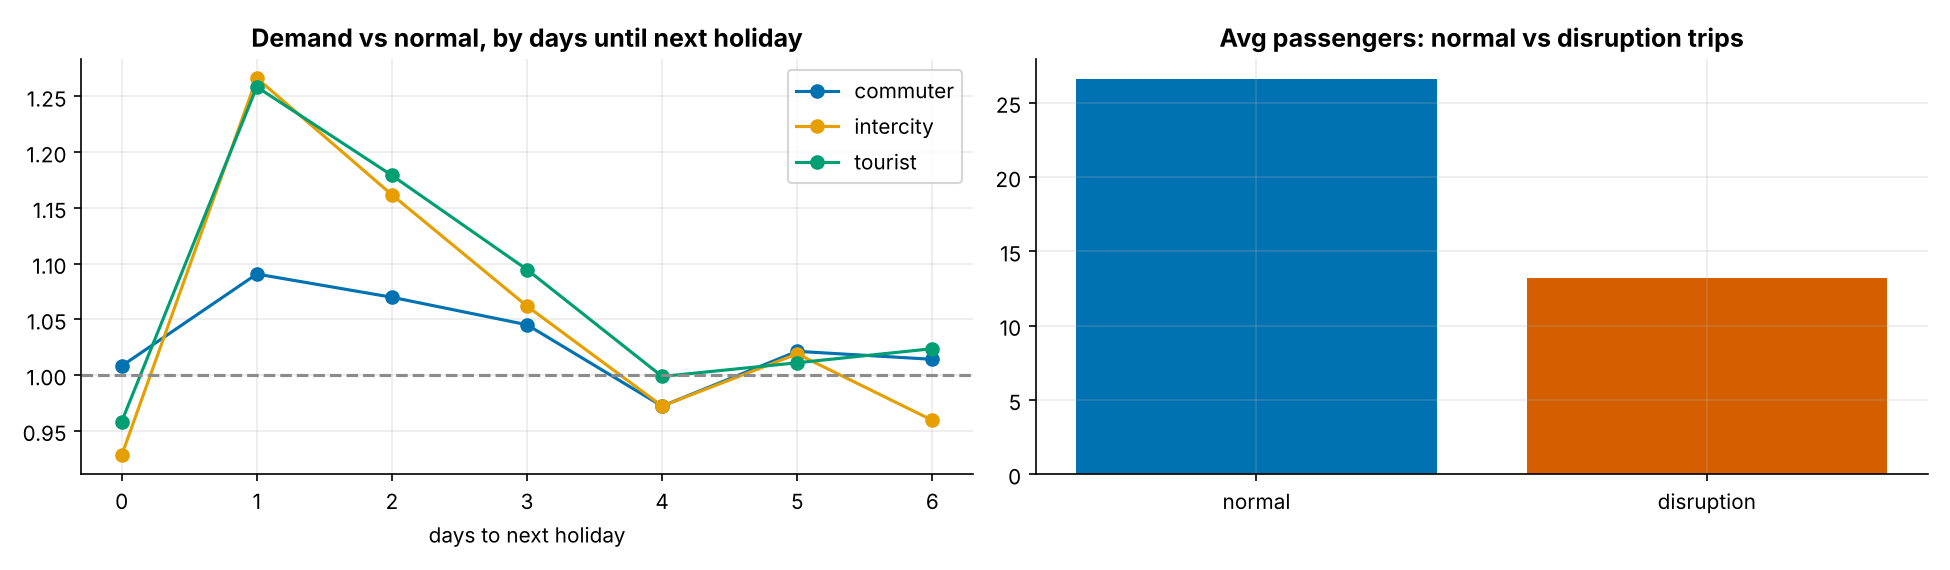 Demand vs normal, by days until next holiday
1.25
1.20
1.15
1.10
1.05
1.00
0.95
0
1
2
3
4
5
6
days to next holiday
commuter
intercity
tourist
Avg passengers: normal vs disruption trips
25
20
15
10
5
0
normal
disruption